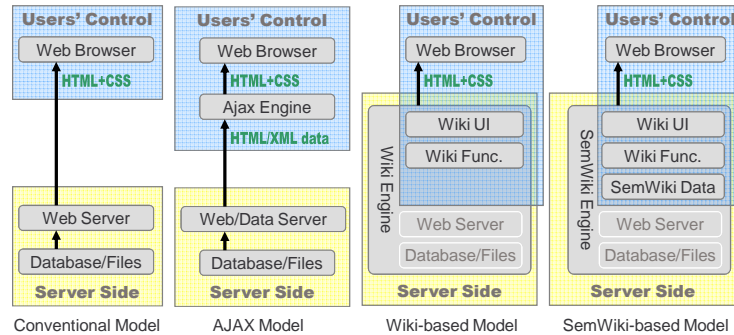 Users' Control
Web Browser
HTML+CSS
Web Server
Database/Files
Server Side
Conventional Model
Users' Control
Web Browser
HTML+CSS
Ajax Engine
HTML/XML data
Web/Data Server
Database/Files
Server Side
AJAX Model
Users' Control
Web Browser
HTML+CSS
Wiki Engine
Wiki UI
Wiki Func.
Web Server
Database/Files
Server Side
Wiki-based Model
Users' Control
Web Browser
HTML+CSS
SemWiki Engine
Wiki UI
Wiki Func.
SemWiki Data
Web Server
Database/Files
Server Side
SemWiki-based Model